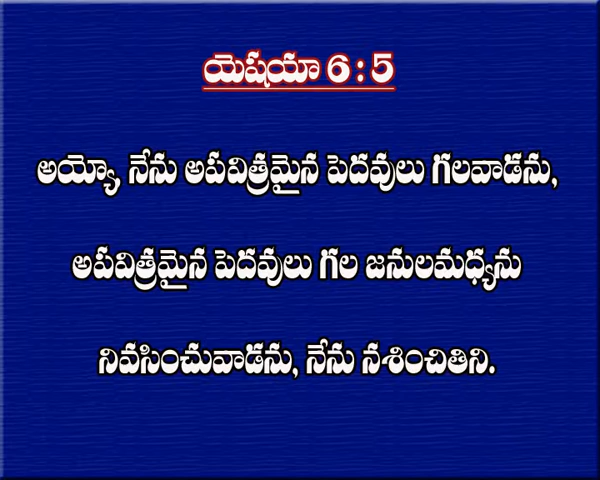 యెషయా 6 : 5
అయ్యో, నేను అపవిత్రమైన పెదవులు గలవాడను,
అపవిత్రమైన పెదవులు గల జనులమధ్యను
నివసించువాడను, నేను నశించితిని.